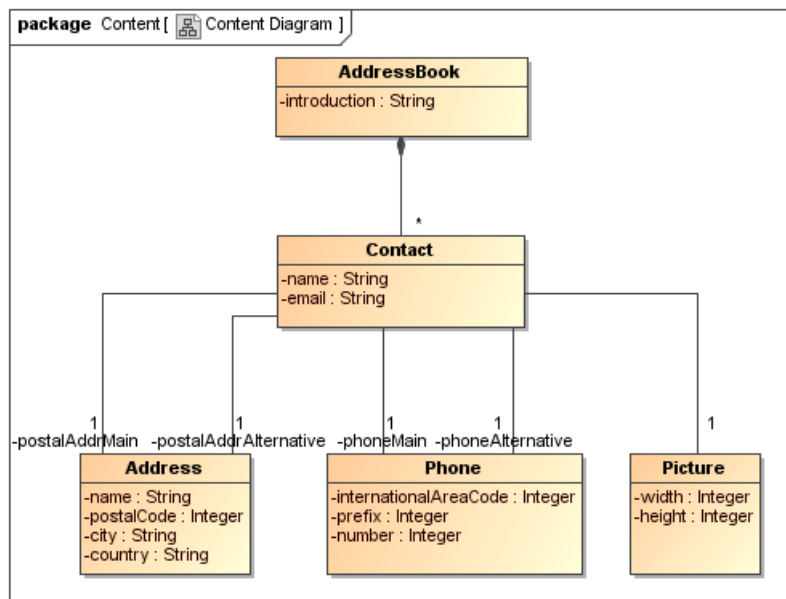 package Content [ Content Diagram ]
AddressBook
-introduction : String
*
Contact
-name : String
-email : String
1
-postalAddrMain
1
-postalAddrAlternative
1
-phoneMain
1
-phoneAlternative
1
Address
-name : String
-postalCode : Integer
-city : String
-country : String
Phone
-internationalAreaCode : Integer
-prefix : Integer
-number : Integer
Picture
-width : Integer
-height : Integer